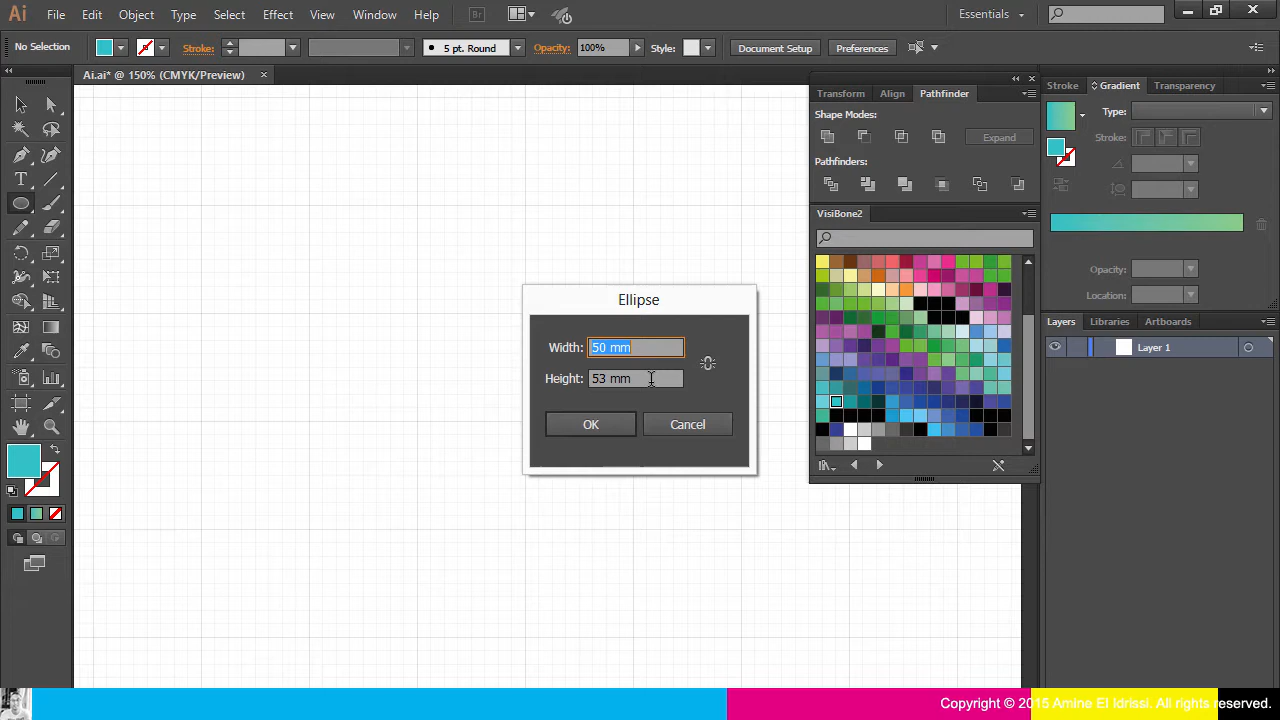 Ai File Edit Object Type Select Effect View Window Help Br Essentials
No Selection Stroke: 5 pt. Round Opacity: 100% Style: Document Setup Preferences
Ai.ai* @ 150% (CMYK/Preview)
Transform Align Pathfinder
Shape Modes:
Expand
Pathfinders:
VisiBone2
Stroke Gradient Transparency
Type:
Stroke:
Opacity:
Location:
Layers Libraries Artboards
Layer 1
Ellipse
Width: 50 mm
Height: 53 mm
OK Cancel
Copyright © 2015 Amine El Idrissi. All rights reserved.